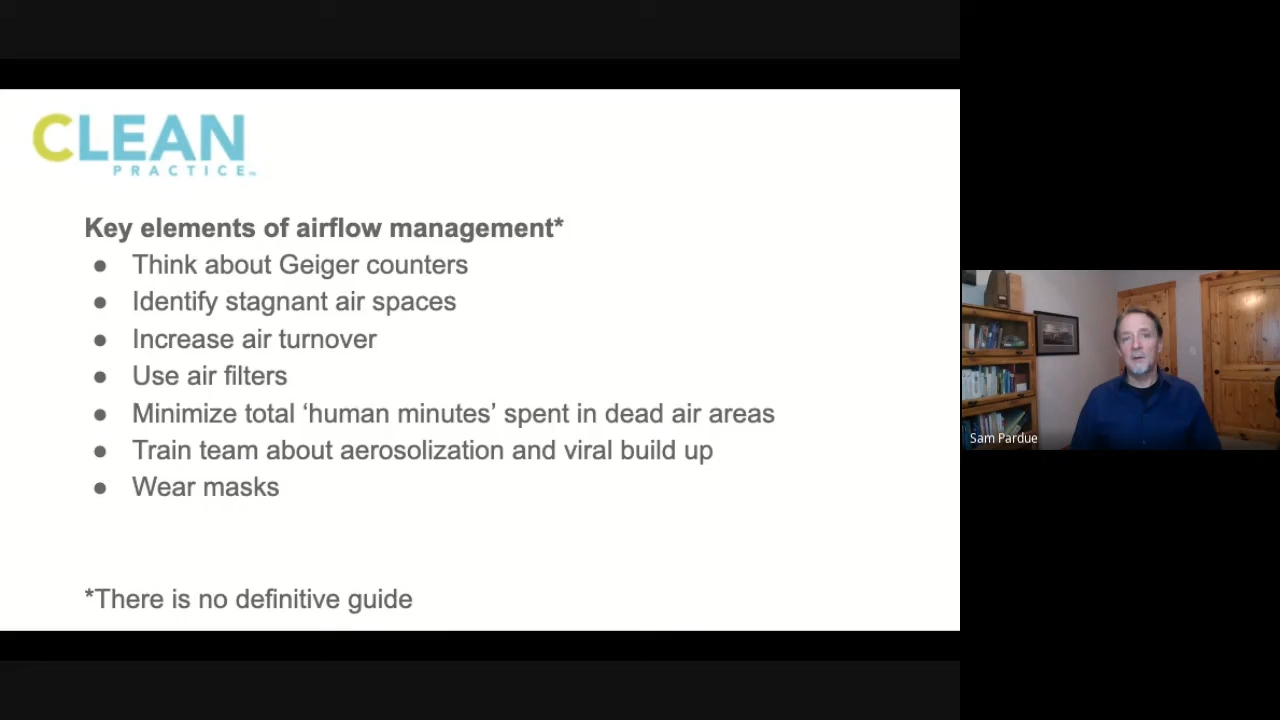 CLEAN
PRACTICE
Key elements of airflow management*
● Think about Geiger counters
● Identify stagnant air spaces
● Increase air turnover
● Use air filters
● Minimize total ‘human minutes’ spent in dead air areas
● Train team about aerosolization and viral build up
● Wear masks
*There is no definitive guide
Sam Pardue